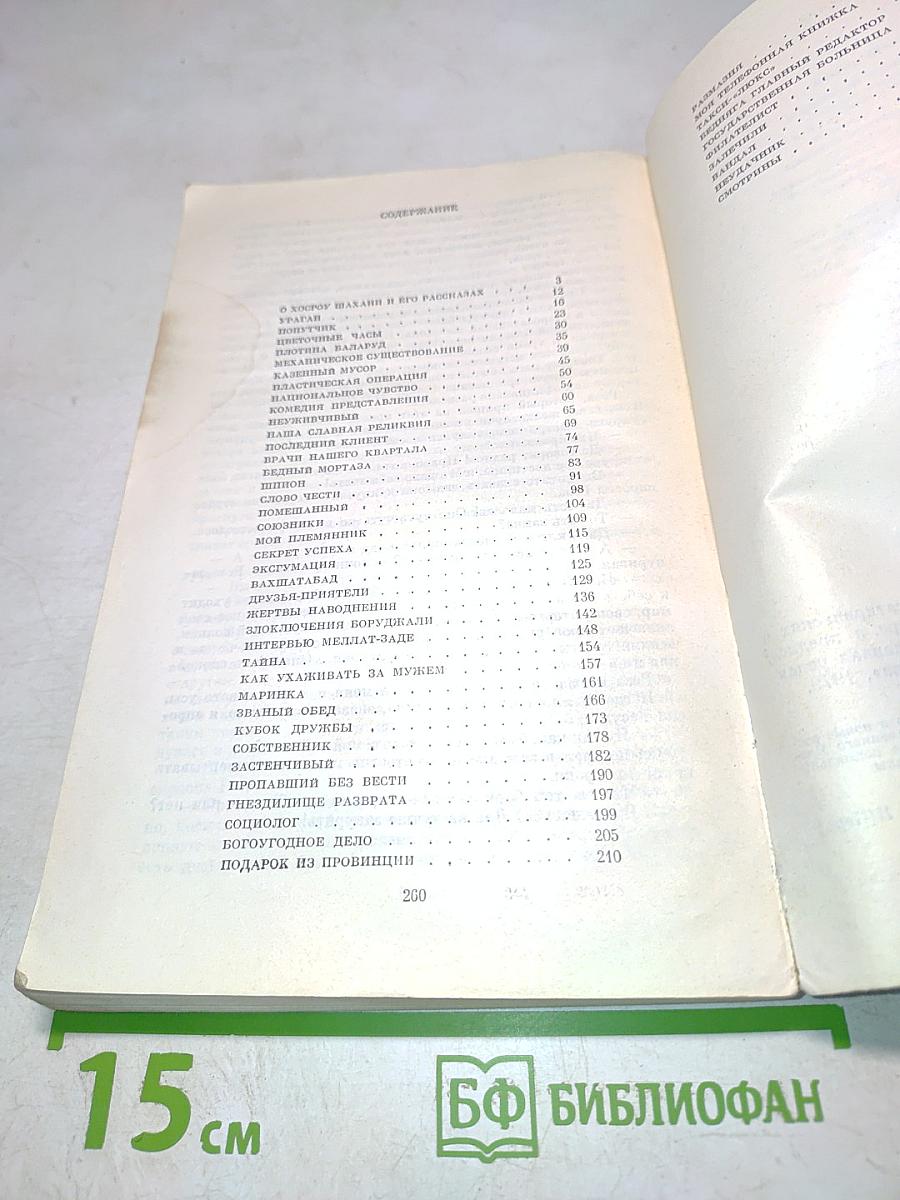 СОДЕРЖАНИЕ
О ХОСРОУ ШАХАНИ И ЕГО РАССКАЗАХ . . . 3
УРАГАН . . . 12
ПОПУТЧИК . . . 16
ЦВЕТОЧНЫЕ ЧАСЫ . . . 23
ПЛОТИНА БАЛАРУД . . . 30
МЕХАНИЧЕСКОЕ СУЩЕСТВОВАНИЕ . . . 35
КАЗЕННЫЙ МУСОР . . . 39
ПЛАСТИЧЕСКАЯ ОПЕРАЦИЯ . . . 45
НАЦИОНАЛЬНОЕ ЧУВСТВО . . . 50
КОМЕДИЯ ПРЕДСТАВЛЕНИЯ . . . 54
НЕУЖИВЧИВЫЙ . . . 60
НАША СЛАВНАЯ РЕЛИКВИЯ . . . 65
ПОСЛЕДНИЙ КЛИЕНТ . . . 69
ВРАЧИ НАШЕГО КВАРТАЛА . . . 74
БЕДНЫЙ МОРТАЗА . . . 77
ШПИОН . . . 83
СЛОВО ЧЕСТИ . . . 91
ПОМЕШАННЫЙ . . . 98
СОЮЗНИКИ . . . 104
МОЙ ПЛЕМЯННИК . . . 109
СЕКРЕТ УСПЕХА . . . 115
ЭКСГУМАЦИЯ . . . 119
ВАХШАТАБАД . . . 125
ДРУЗЬЯ-ПРИЯТЕЛИ . . . 129
ЖЕРТВЫ НАВОДНЕНИЯ . . . 136
ЗЛОКЛЮЧЕНИЯ БОРУДЖАЛИ . . . 142
ИНТЕРВЬЮ МЕЛЛАТ-ЗАДЕ . . . 148
ТАЙНА . . . 154
КАК УХАЖИВАТЬ ЗА МУЖЕМ . . . 157
МАРИНКА . . . 161
ЗВАНЫЙ ОБЕД . . . 166
КУБОК ДРУЖБЫ . . . 173
СОБСТВЕННИК . . . 178
ЗАСТЕНЧИВЫЙ . . . 182
ПРОПАВШИЙ БЕЗ ВЕСТИ . . . 190
ГНЕЗДИЛИЩЕ РАЗВРАТА . . . 197
СОЦИОЛОГ . . . 199
БОГОУГОДНОЕ ДЕЛО . . . 205
ПОДАРОК ИЗ ПРОВИНЦИИ . . . 210
260
РАЗМАЗНЯ . . .
МОЯ ТЕЛЕФОННАЯ КНИЖКА
ТАКСИ-«ЛЮКС» . . .
БЕДНЯГА ГЛАВНЫЙ РЕДАКТОР
ГОСУДАРСТВЕННАЯ БОЛЬНИЦА
ФИЛАТЕЛИСТ . . .
ЗАЛЕЧИЛИ . . .
ВАНДАЛ . . .
НЕУДАЧНИК . . .
СМОТРИНЫ . . .
15 см
БФ БИБЛИОФАН